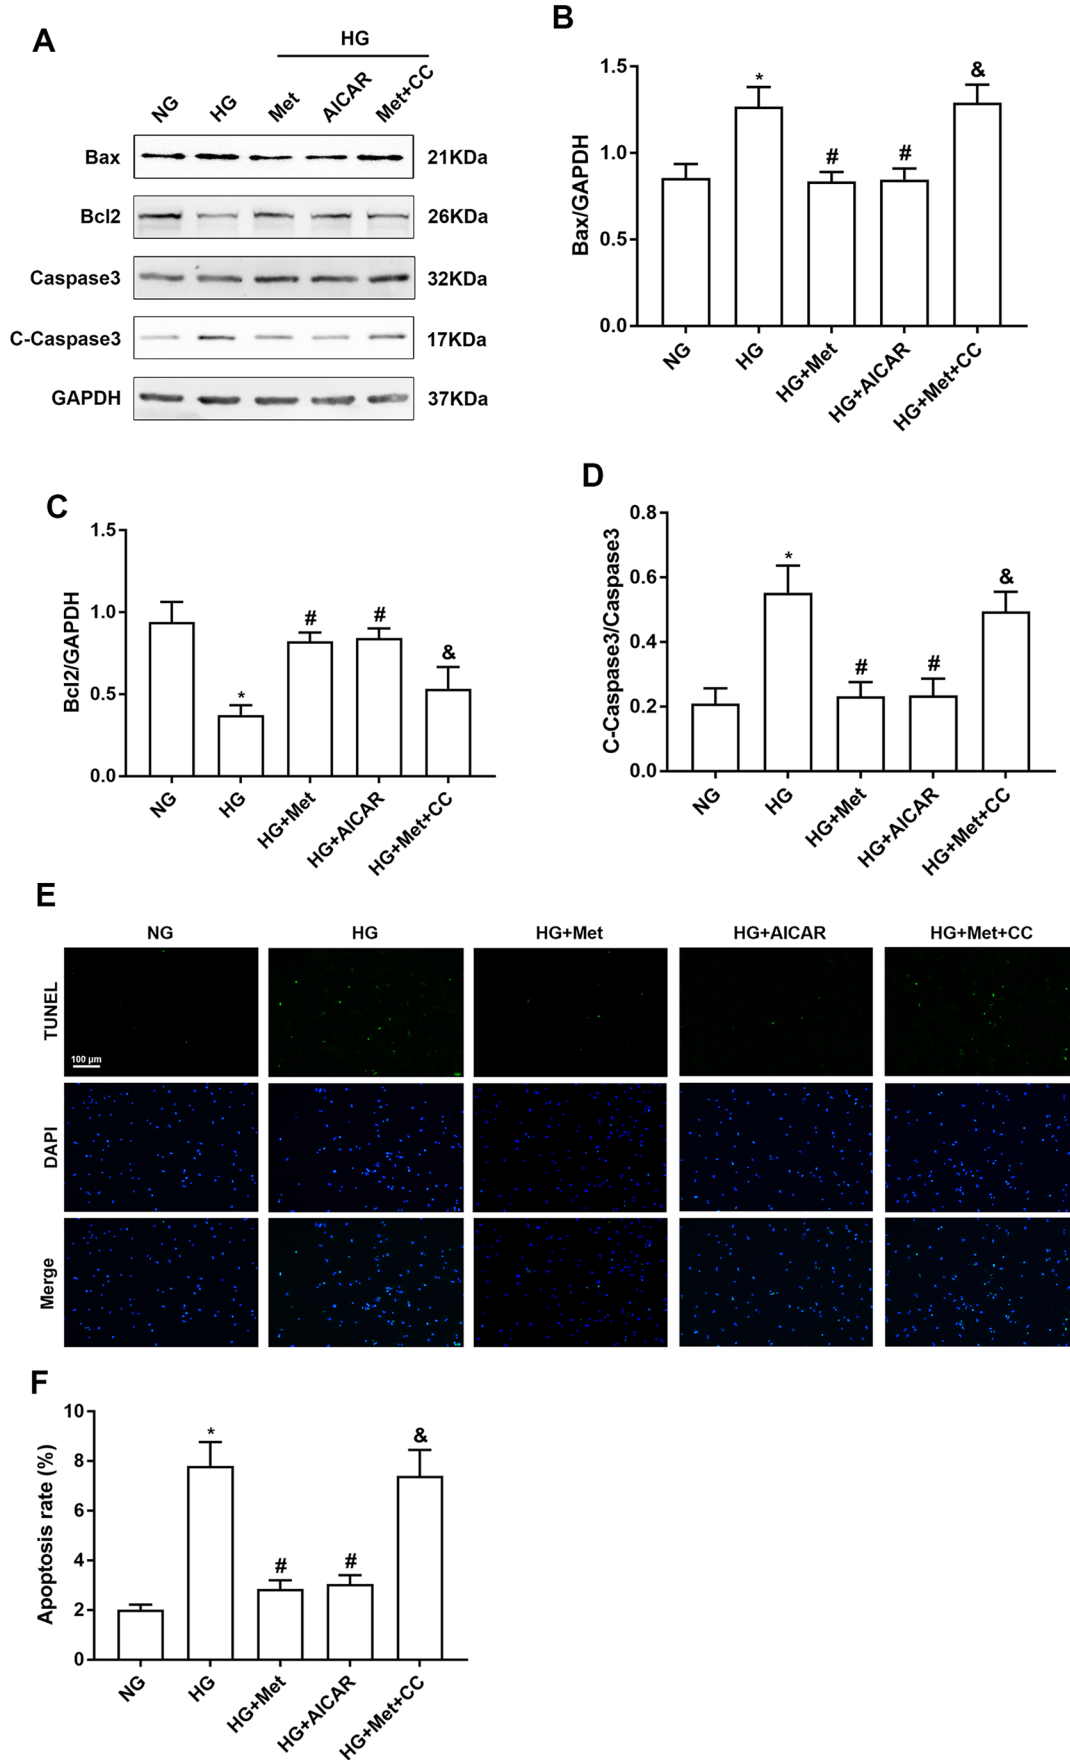 A
HG
NG HG Met AICAR Met+CC
Bax 21KDa
Bcl2 26KDa
Caspase3 32KDa
C-Caspase3 17KDa
GAPDH 37KDa
B
Bax/GAPDH
1.5
1.0
0.5
0.0
* # # &
NG HG HG+Met HG+AICAR HG+Met+CC
C
Bcl2/GAPDH
1.5
1.0
0.5
0.0
* # # &
NG HG HG+Met HG+AICAR HG+Met+CC
D
C-Caspase3/Caspase3
0.8
0.6
0.4
0.2
0.0
* # # &
NG HG HG+Met HG+AICAR HG+Met+CC
E
NG HG HG+Met HG+AICAR HG+Met+CC
TUNEL
100 μm
DAPI
Merge
F
Apoptosis rate (%)
10
8
6
4
2
0
* # # &
NG HG HG+Met HG+AICAR HG+Met+CC